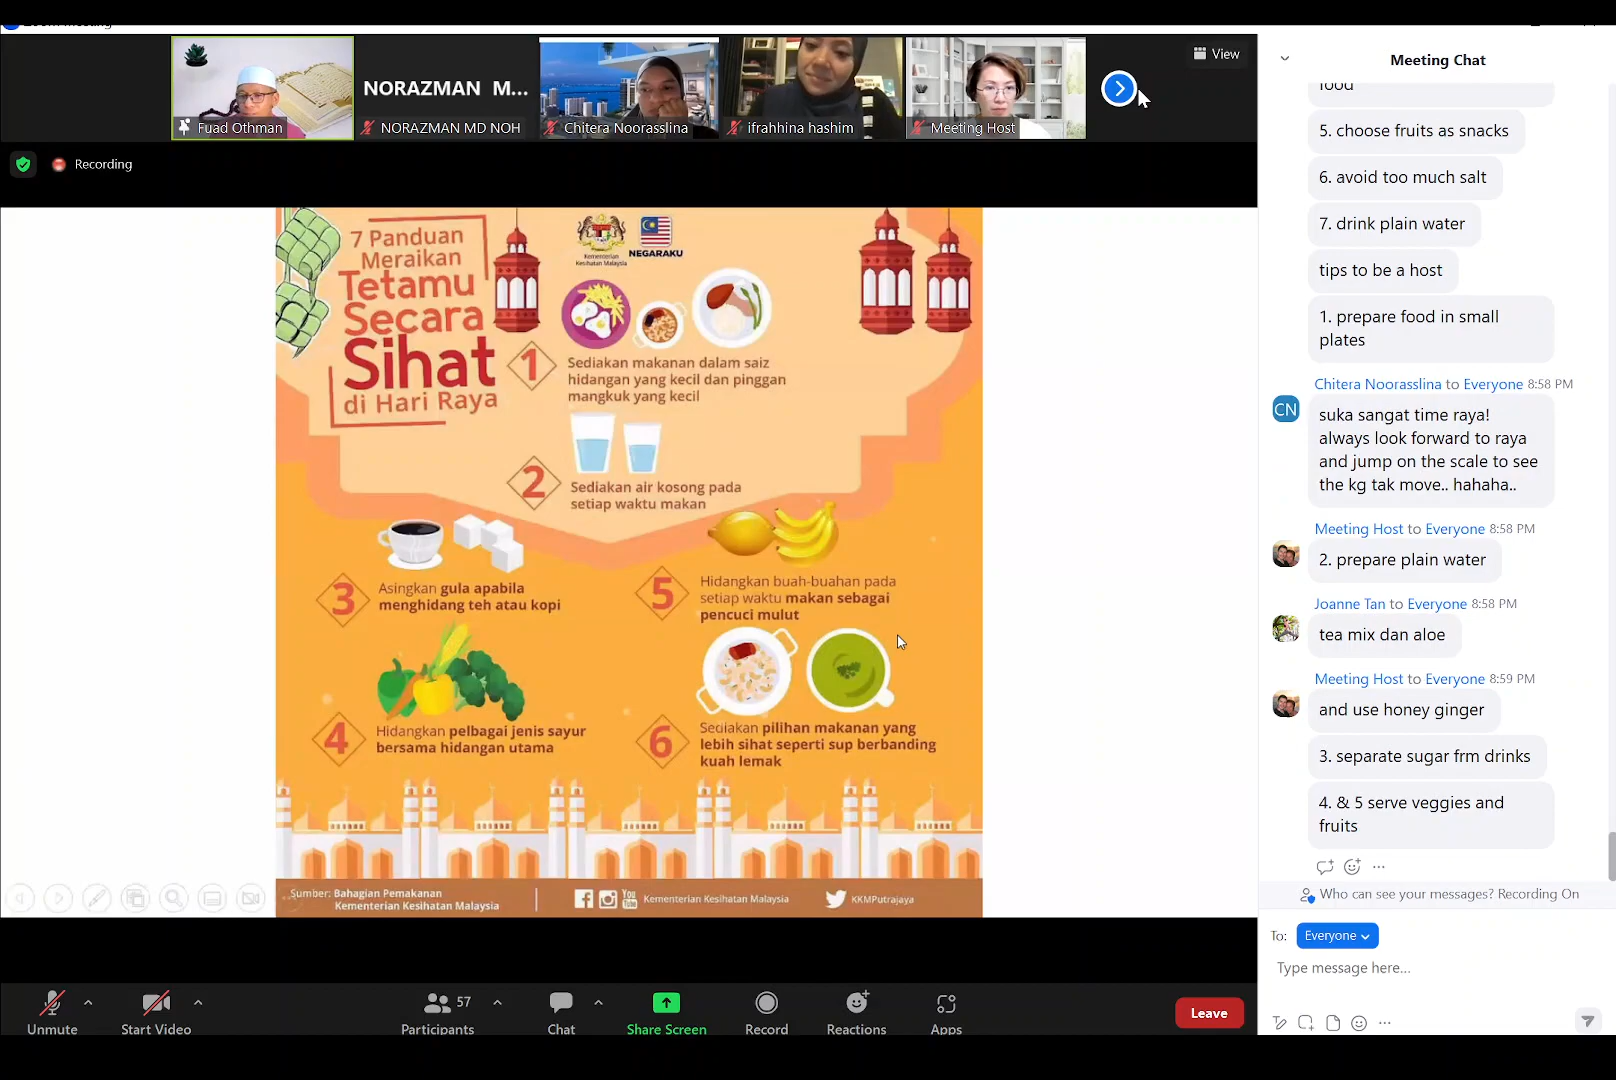 NORAZMAN M...
Fuad Othman
NORAZMAN MD NOH
Chitera Noorasslina
ifrahhina hashim
Meeting Host
View
Recording
7 Panduan
Meraikan
Tetamu
Secara
Sihat
di Hari Raya
Kementerian
Kesihatan Malaysia
NEGARAKU
1
Sediakan makanan dalam saiz
hidangan yang kecil dan pinggan
mangkuk yang kecil
2
Sediakan air kosong pada
setiap waktu makan
3
Asingkan gula apabila
menghidang teh atau kopi
4
Hidangkan pelbagai jenis sayur
bersama hidangan utama
5
Hidangkan buah-buahan pada
setiap waktu makan sebagai
pencuci mulut
6
Sediakan pilihan makanan yang
lebih sihat seperti sup berbanding
kuah lemak
Sumber: Bahagian Pemakanan
Kementerian Kesihatan Malaysia
You
Kementerian Kesihatan Malaysia
KKMPutrajaya
Unmute
Start Video
57
Participants
Chat
Share Screen
Record
Reactions
Apps
Leave
Meeting Chat
food
5. choose fruits as snacks
6. avoid too much salt
7. drink plain water
tips to be a host
1. prepare food in small
plates
Chitera Noorasslina to Everyone 8:58 PM
CN
suka sangat time raya!
always look forward to raya
and jump on the scale to see
the kg tak move.. hahaha..
Meeting Host to Everyone 8:58 PM
2. prepare plain water
Joanne Tan to Everyone 8:58 PM
tea mix dan aloe
Meeting Host to Everyone 8:59 PM
and use honey ginger
3. separate sugar frm drinks
4. & 5 serve veggies and
fruits
Who can see your messages? Recording On
To: Everyone
Type message here...